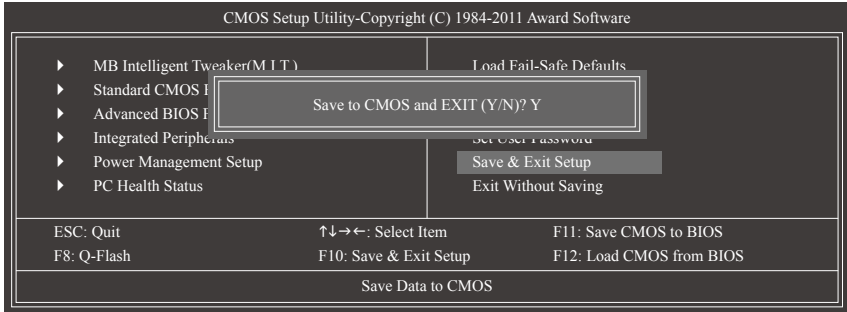 CMOS Setup Utility-Copyright (C) 1984-2011 Award Software
MB Intelligent Tweaker(M.I.T.)
Standard CMOS
Advanced BIOS
Integrated Peripherals
Power Management Setup
PC Health Status
Load Fail-Safe Defaults
Set User Password
Save & Exit Setup
Exit Without Saving
Save to CMOS and EXIT (Y/N)? Y
ESC: Quit
↑↓→←: Select Item
F11: Save CMOS to BIOS
F8: Q-Flash
F10: Save & Exit Setup
F12: Load CMOS from BIOS
Save Data to CMOS